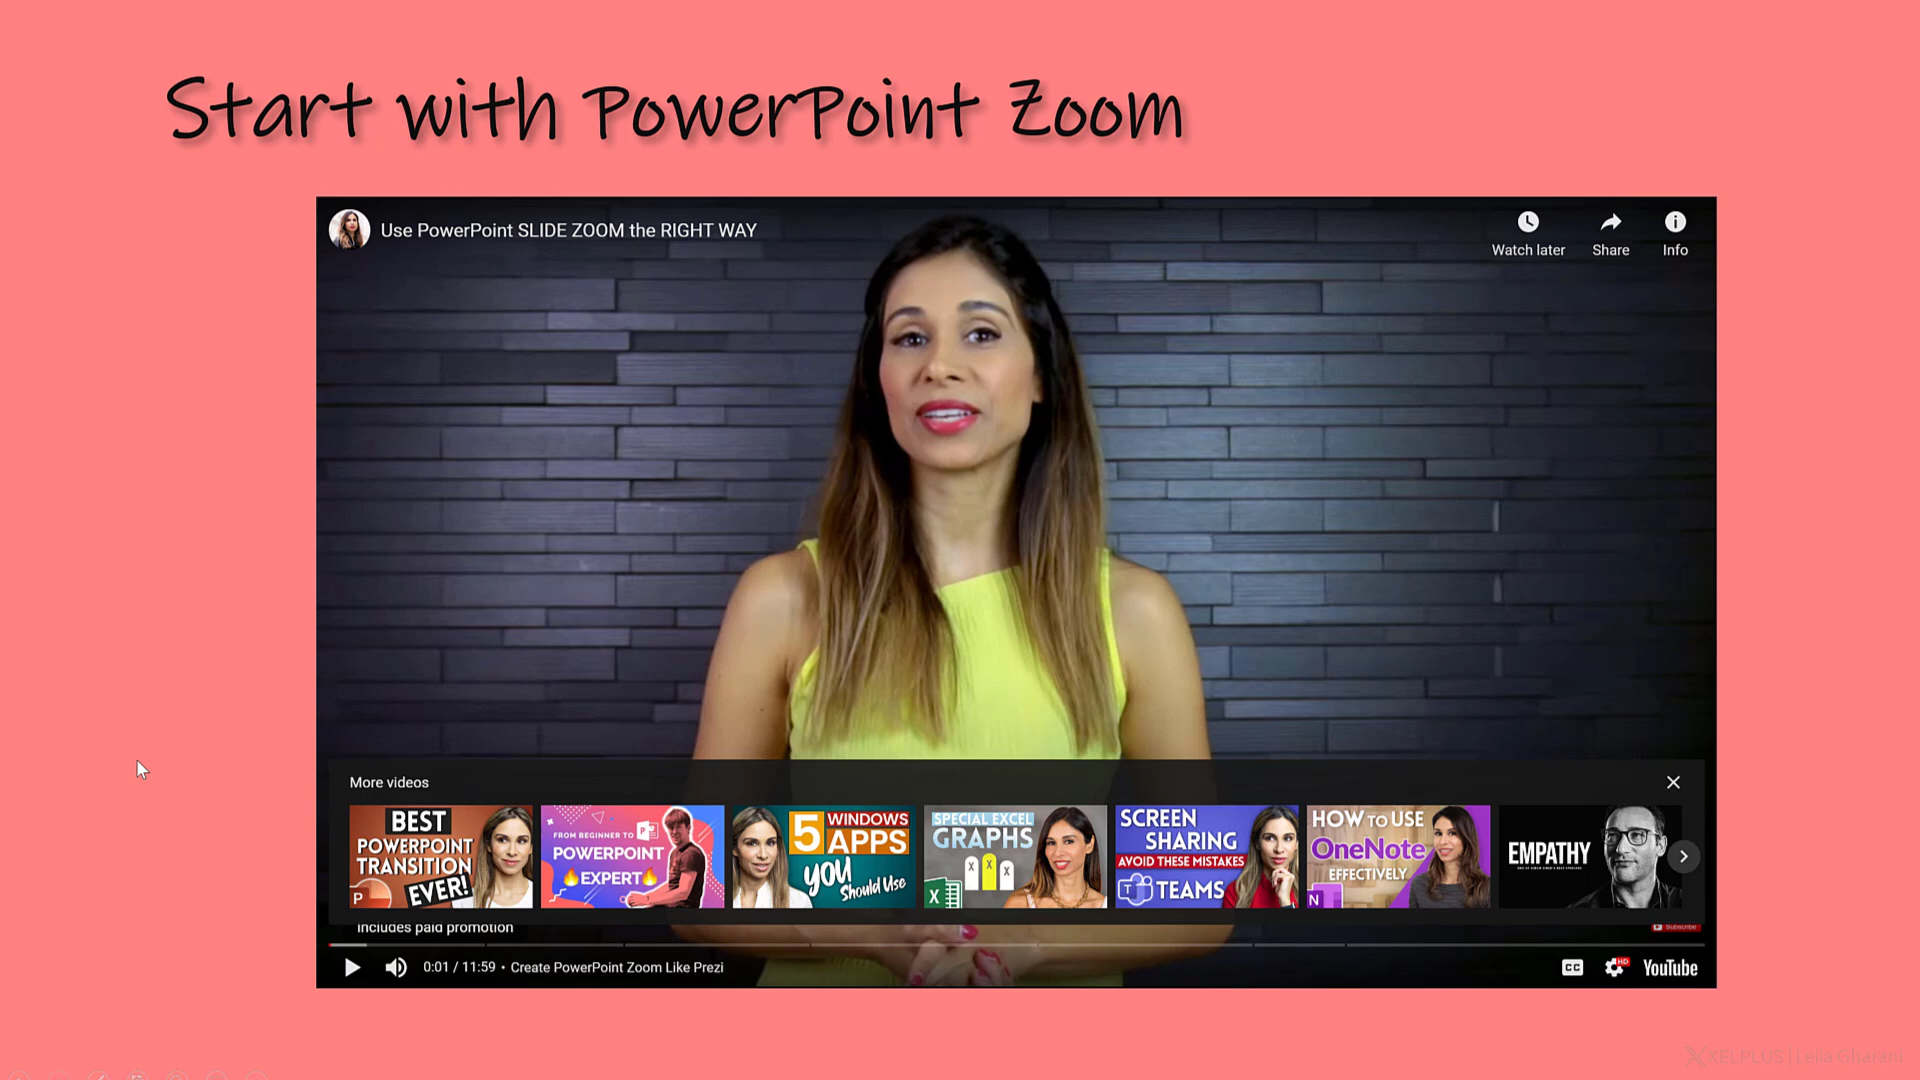 Start with PowerPoint Zoom
Use PowerPoint SLIDE ZOOM the RIGHT WAY
Watch later
Share
Info
More videos
BEST
POWERPOINT
TRANSITION
EVER!
P
FROM BEGINNER TO
POWERPOINT
EXPERT
5 WINDOWS
APPS
you
Should Use
SPECIAL EXCEL
GRAPHS
X X X
X
SCREEN
SHARING
AVOID THESE MISTAKES
T TEAMS
HOW TO USE
OneNote
EFFECTIVELY
N
EMPATHY
Includes paid promotion
Subscribe
0:01 / 11:59 • Create PowerPoint Zoom Like Prezi
CC
HD
YouTube
XELPLUS | Leila Gharani